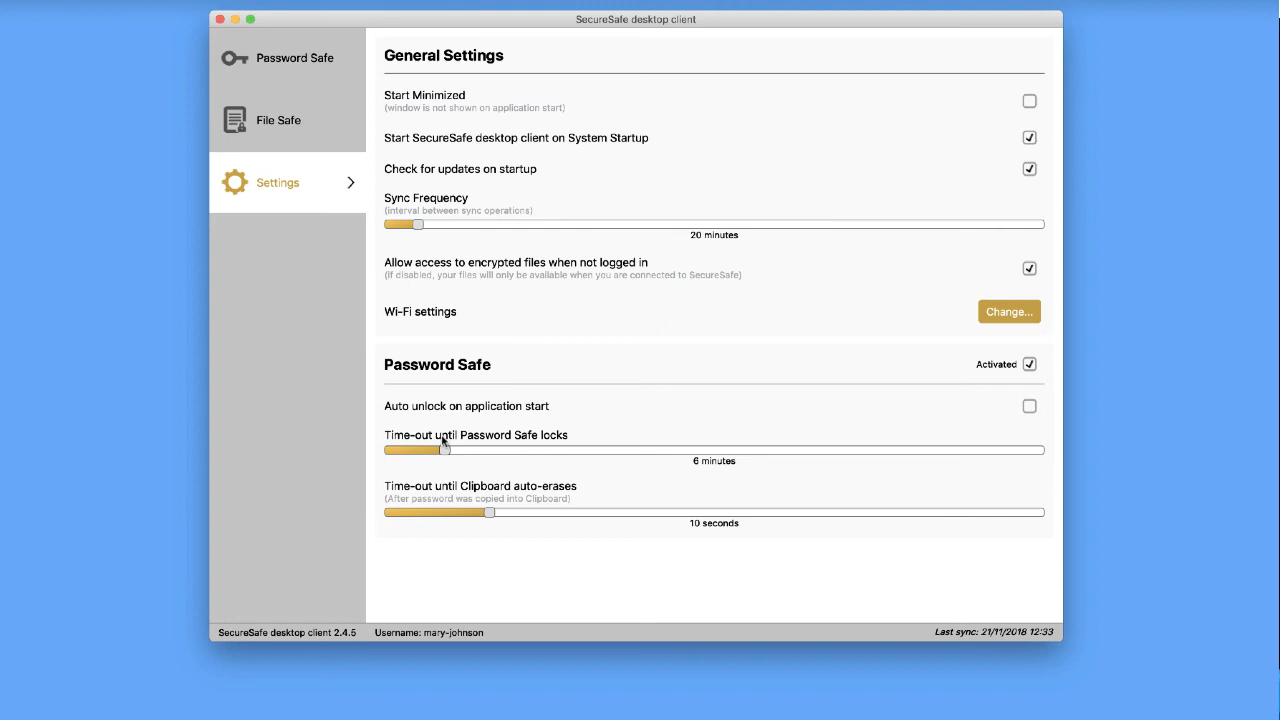 SecureSafe desktop client
Password Safe
File Safe
Settings
General Settings
Start Minimized
(window is not shown on application start)
Start SecureSafe desktop client on System Startup
Check for updates on startup
Sync Frequency
(interval between sync operations)
20 minutes
Allow access to encrypted files when not logged in
(if disabled, your files will only be available when you are connected to SecureSafe)
Wi-Fi settings
Change...
Password Safe
Activated
Auto unlock on application start
Time-out until Password Safe locks
6 minutes
Time-out until Clipboard auto-erases
(After password was copied into Clipboard)
10 seconds
SecureSafe desktop client 2.4.5
Username: mary-johnson
Last sync: 21/11/2018 12:33